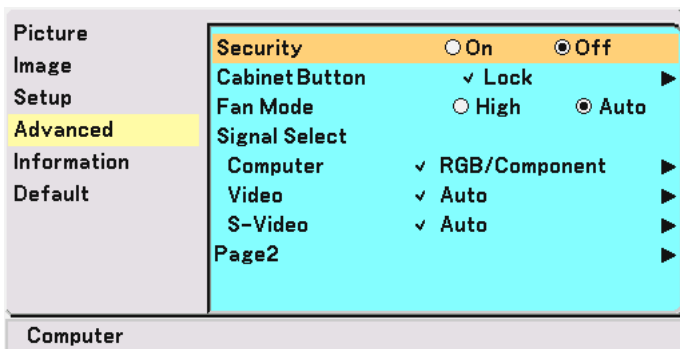 Picture
Image
Setup
Advanced
Information
Default
Security On Off
Cabinet Button ✓ Lock
Fan Mode High Auto
Signal Select
Computer ✓ RGB/Component
Video ✓ Auto
S-Video ✓ Auto
Page2
Computer